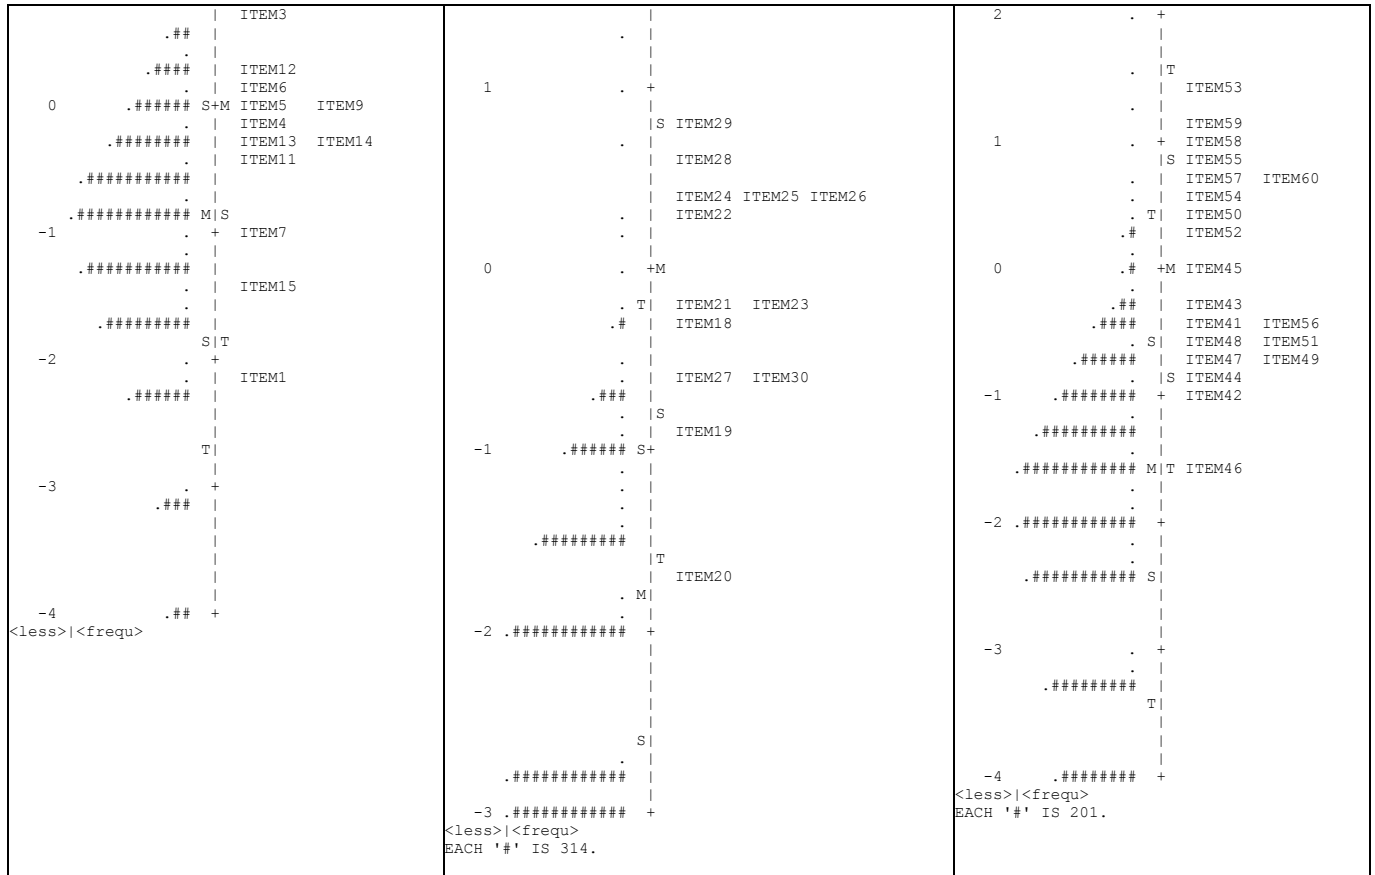 | ITEM3
.## |
. |
.#### | ITEM12
. | ITEM6
0 .###### S+M ITEM5 ITEM9
. | ITEM4
.######## | ITEM13 ITEM14
. | ITEM11
.########### |
. |
.############ M|S
-1 . + ITEM7
. |
.########### |
. | ITEM15
. |
.######### |
S|T
-2 . +
. | ITEM1
.###### |
|
|
T|
|
-3 . +
.### |
|
|
|
|
|
-4 .## +
<less>|<frequ>
|
. |
|
|
1 . +
|
|S ITEM29
. |
| ITEM28
|
| ITEM24 ITEM25 ITEM26
. | ITEM22
. |
|
0 . +M
|
. T| ITEM21 ITEM23
.# | ITEM18
|
. |
. | ITEM27 ITEM30
.### |
. |S
. | ITEM19
-1 .###### S+
. |
. |
. |
. |
.######### |
|T
| ITEM20
. M|
. |
-2 .############ +
|
|
|
|
|
S|
. |
.############ |
|
-3 .############ +
<less>|<frequ>
EACH '#' IS 314.
2 . +
|
|
. |T
| ITEM53
. |
| ITEM59
1 . + ITEM58
|S ITEM55
. | ITEM57 ITEM60
. | ITEM54
. T| ITEM50
.# | ITEM52
. |
0 .# +M ITEM45
. |
.## | ITEM43
.#### | ITEM41 ITEM56
. S| ITEM48 ITEM51
.###### | ITEM47 ITEM49
. |S ITEM44
-1 .######## + ITEM42
. |
.########## |
. |
.############ M|T ITEM46
. |
. |
-2 .############ +
. |
. |
.########### S|
|
|
|
-3 . +
. |
.######### |
T|
|
|
|
-4 .######## +
<less>|<frequ>
EACH '#' IS 201.